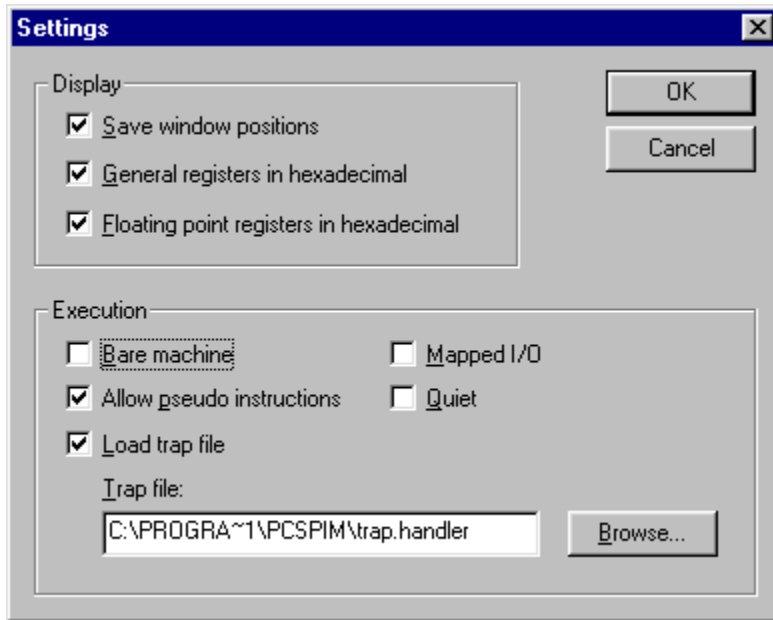 Settings
Display
OK
Save window positions
Cancel
General registers in hexadecimal
Floating point registers in hexadecimal
Execution
Bare machine
Mapped I/O
Allow pseudo instructions
Quiet
Load trap file
Trap file:
C:\PROGRA~1\PCSPIM\trap.handler
Browse...